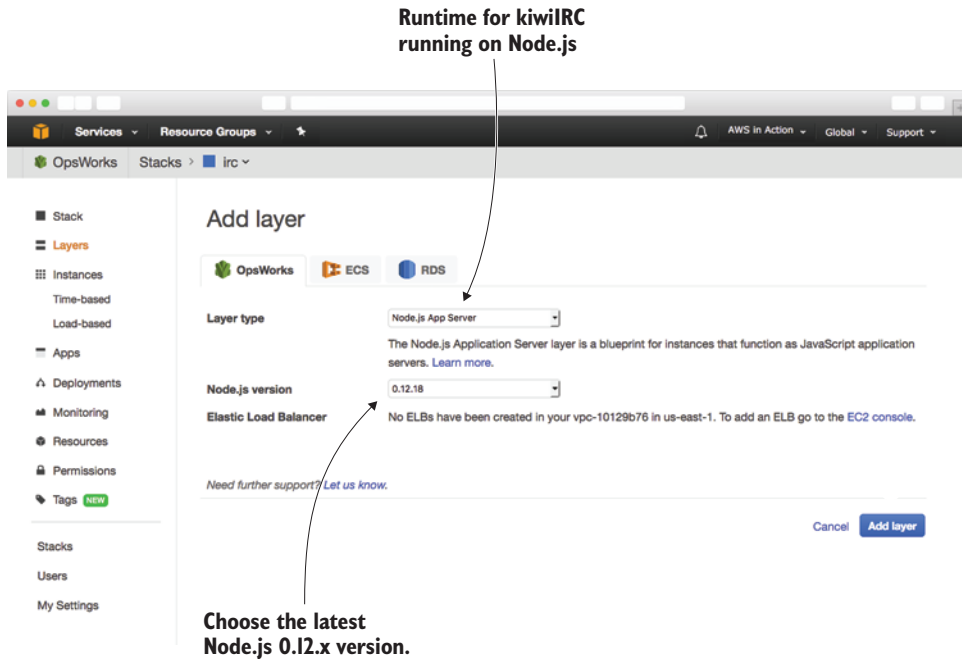 Runtime for kiwiIRC
running on Node.js
Services Resource Groups AWS in Action Global Support
OpsWorks Stacks > irc
Stack
Layers
Instances
Time-based
Load-based
Apps
Deployments
Monitoring
Resources
Permissions
Tags NEW
Stacks
Users
My Settings
Add layer
OpsWorks ECS RDS
Layer type Node.js App Server
The Node.js Application Server layer is a blueprint for instances that function as JavaScript application
servers. Learn more.
Node.js version 0.12.18
Elastic Load Balancer No ELBs have been created in your vpc-10129b76 in us-east-1. To add an ELB go to the EC2 console.
Need further support? Let us know.
Cancel Add layer
Choose the latest
Node.js 0.12.x version.